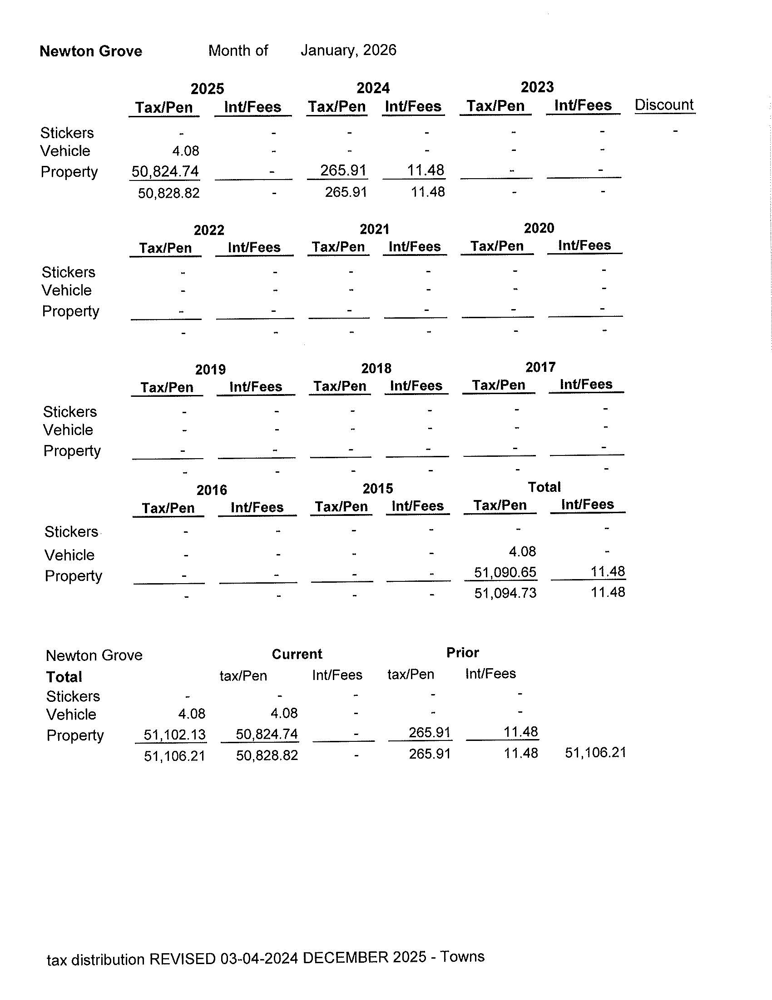 Newton Grove Month of January, 2026
2025 2024 2023
Tax/Pen Int/Fees Tax/Pen Int/Fees Tax/Pen Int/Fees Discount
Stickers - - - - - - -
Vehicle 4.08 - - - - -
Property 50,824.74 - 265.91 11.48 - -
50,828.82 - 265.91 11.48 - -
2022 2021 2020
Tax/Pen Int/Fees Tax/Pen Int/Fees Tax/Pen Int/Fees
Stickers - - - - - -
Vehicle - - - - - -
Property - - - - - -
- - - - - -
2019 2018 2017
Tax/Pen Int/Fees Tax/Pen Int/Fees Tax/Pen Int/Fees
Stickers - - - - - -
Vehicle - - - - - -
Property - - - - - -
- - - - - -
2016 2015 Total
Tax/Pen Int/Fees Tax/Pen Int/Fees Tax/Pen Int/Fees
Stickers - - - - - -
Vehicle - - - - 4.08 -
Property - - - - 51,090.65 11.48
- - - - 51,094.73 11.48
Newton Grove Current Prior
Total tax/Pen Int/Fees tax/Pen Int/Fees
Stickers - - - - -
Vehicle 4.08 4.08 - - -
Property 51,102.13 50,824.74 - 265.91 11.48
51,106.21 50,828.82 - 265.91 11.48 51,106.21
tax distribution REVISED 03-04-2024 DECEMBER 2025 - Towns